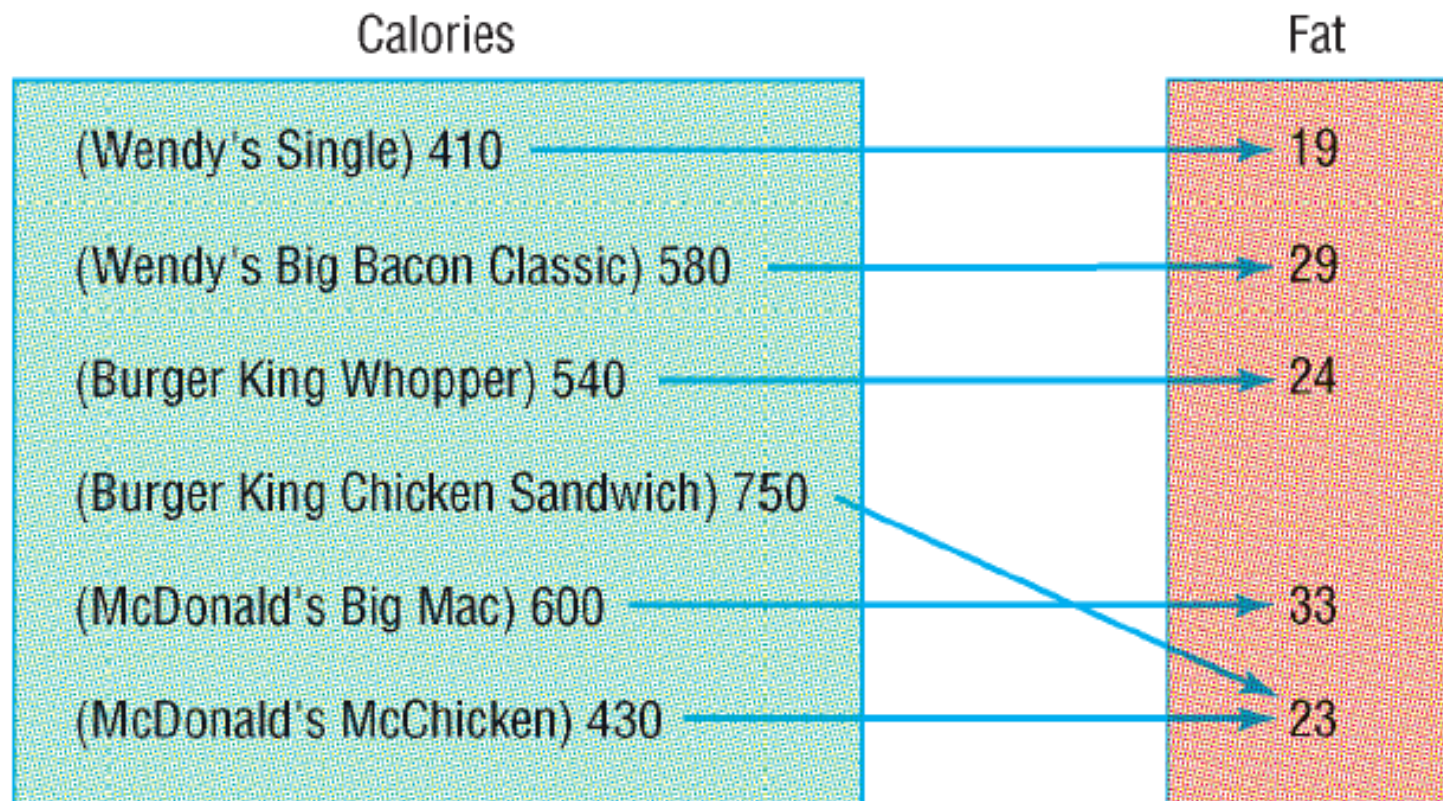 Calories Fat
(Wendy's Single) 410 19
(Wendy's Big Bacon Classic) 580 29
(Burger King Whopper) 540 24
(Burger King Chicken Sandwich) 750
(McDonald's Big Mac) 600 33
(McDonald's McChicken) 430 23